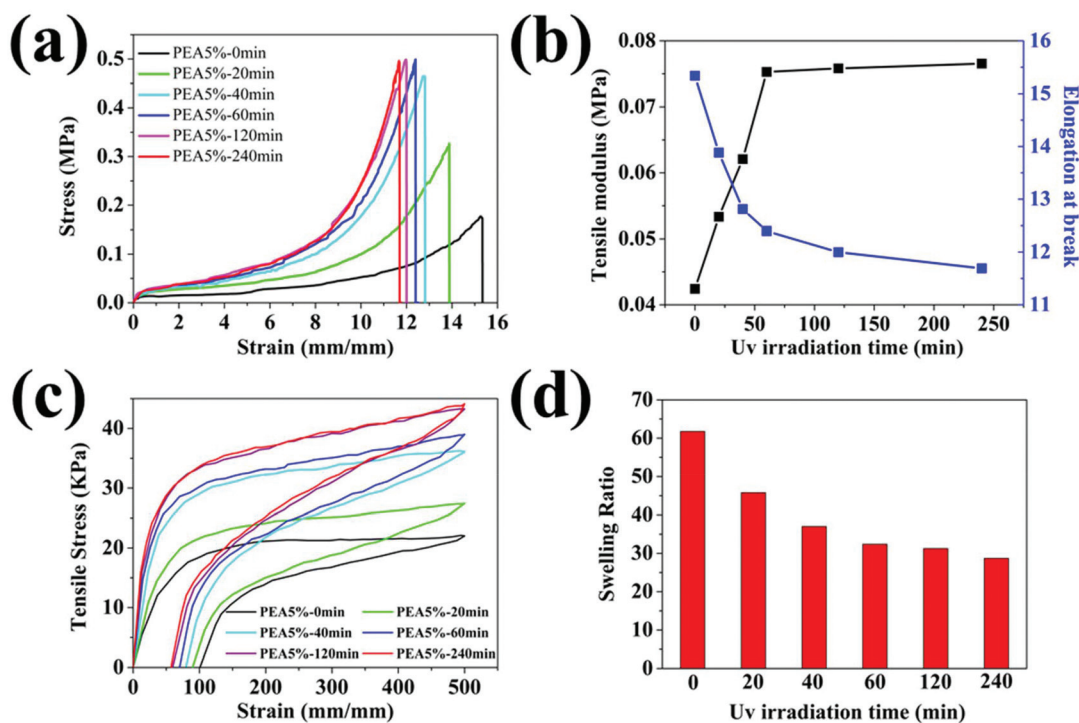 (a)
PEA5%-0min
PEA5%-20min
PEA5%-40min
PEA5%-60min
PEA5%-120min
PEA5%-240min
Stress (MPa)
0.5
0.4
0.3
0.2
0.1
0.0
0 2 4 6 8 10 12 14 16
Strain (mm/mm)
(b)
Tensile modulus (MPa)
0.08
0.07
0.06
0.05
0.04
16
15
14
13
12
11
Elongation at break
0 50 100 150 200 250
Uv irradiation time (min)
(c)
Tensile Stress (KPa)
40
30
20
10
0
PEA5%-0min PEA5%-20min
PEA5%-40min PEA5%-60min
PEA5%-120min PEA5%-240min
0 100 200 300 400 500
Strain (mm/mm)
(d)
Swelling Ratio
70
60
50
40
30
20
10
0
0 20 40 60 120 240
Uv irradiation time (min)